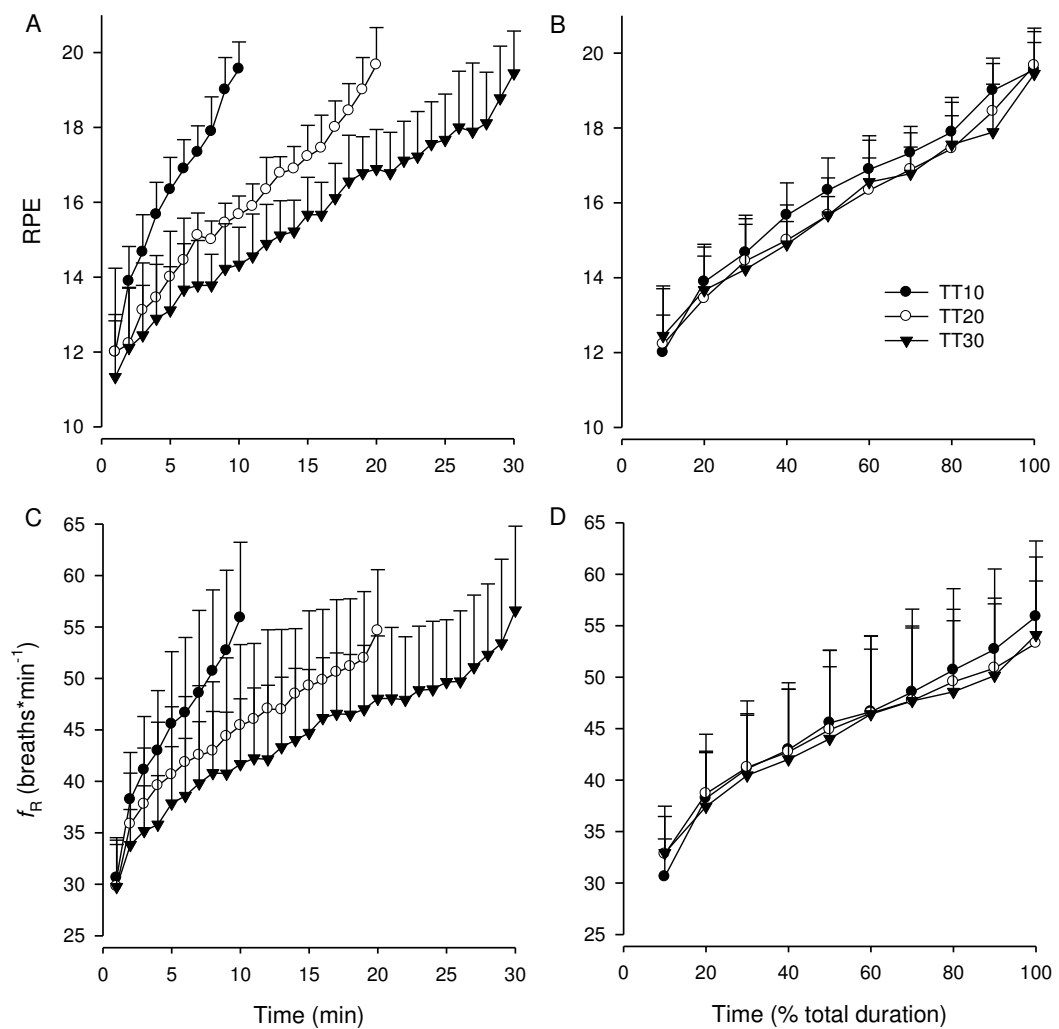 A
B
20
18
16
14
12
10
RPE
0 5 10 15 20 25 30
20
18
16
14
12
10
TT10
TT20
TT30
0 20 40 60 80 100
C
D
65
60
55
50
45
40
35
30
25
fR (breaths*min-1)
0 5 10 15 20 25 30
Time (min)
65
60
55
50
45
40
35
30
25
0 20 40 60 80 100
Time (% total duration)